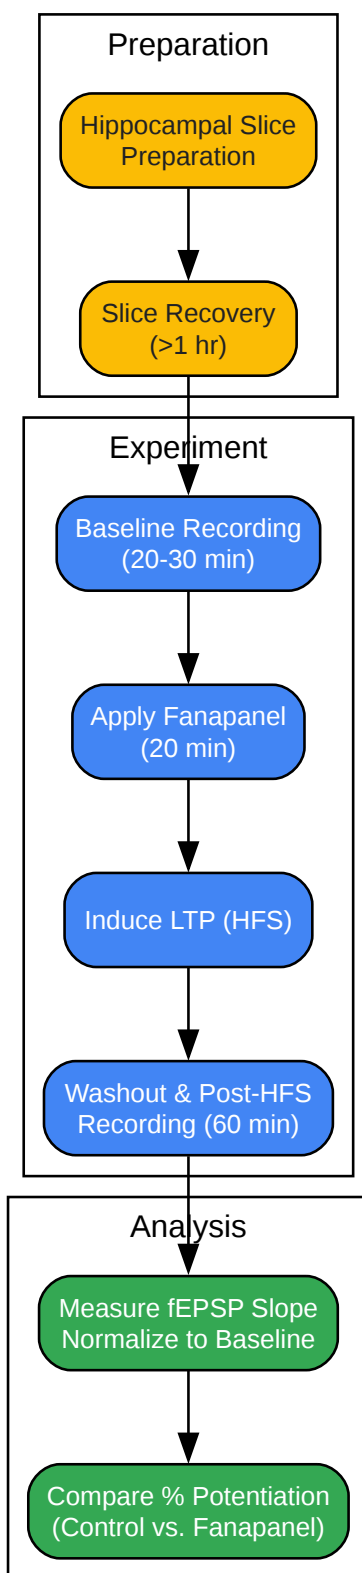 Preparation
Hippocampal Slice
Preparation
Slice Recovery
(>1 hr)
Experiment
Baseline Recording
(20-30 min)
Apply Fanapanel
(20 min)
Induce LTP (HFS)
Washout & Post-HFS
Recording (60 min)
Analysis
Measure fEPSP Slope
Normalize to Baseline
Compare % Potentiation
(Control vs. Fanapanel)